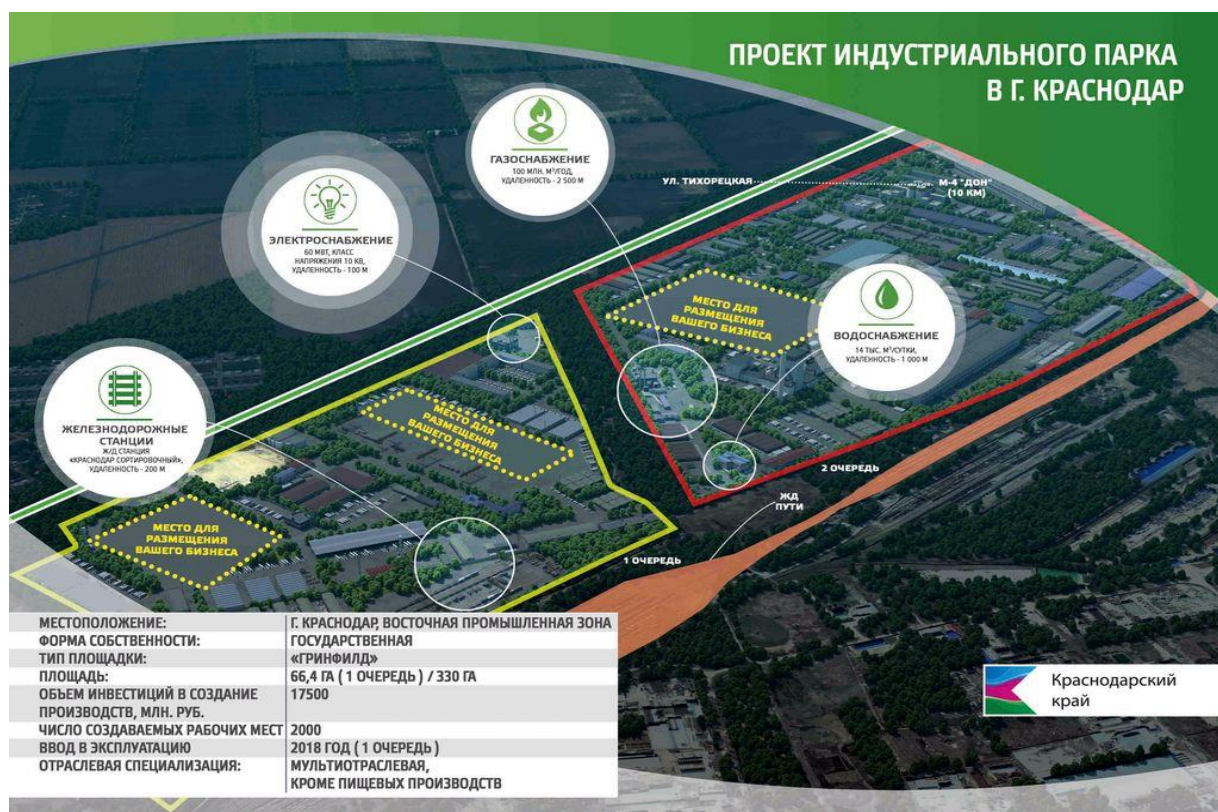 ПРОЕКТ ИНДУСТРИАЛЬНОГО ПАРКА
В Г. КРАСНОДАР
ГАЗОСНАБЖЕНИЕ
100 МЛН. М³/ГОД,
УДАЛЕННОСТЬ - 2 500 М
УЛ. ТИХОРЕЦКАЯ
М-4 "ДОН"
(10 КМ)
ЭЛЕКТРОСНАБЖЕНИЕ
60 МВТ, КЛАСС
НАПРЯЖЕНИЯ 10 КВ,
УДАЛЕННОСТЬ - 100 М
МЕСТО ДЛЯ
РАЗМЕЩЕНИЯ
ВАШЕГО БИЗНЕСА
ВОДОСНАБЖЕНИЕ
14 ТЫС. М³/СУТКИ,
УДАЛЕННОСТЬ - 1 000 М
ЖЕЛЕЗНОДОРОЖНЫЕ
СТАНЦИИ
Ж/Д СТАНЦИЯ
«КРАСНОДАР СОРТИРОВОЧНЫЙ»,
УДАЛЕННОСТЬ - 200 М
МЕСТО ДЛЯ
РАЗМЕЩЕНИЯ
ВАШЕГО БИЗНЕСА
2 ОЧЕРЕДЬ
ЖД
ПУТИ
МЕСТО ДЛЯ
РАЗМЕЩЕНИЯ
ВАШЕГО БИЗНЕСА
1 ОЧЕРЕДЬ
МЕСТОПОЛОЖЕНИЕ: Г. КРАСНОДАР, ВОСТОЧНАЯ ПРОМЫШЛЕННАЯ ЗОНА
ФОРМА СОБСТВЕННОСТИ: ГОСУДАРСТВЕННАЯ
ТИП ПЛОЩАДКИ: «ГРИНФИЛД»
ПЛОЩАДЬ: 66,4 ГА ( 1 ОЧЕРЕДЬ ) / 330 ГА
ОБЪЕМ ИНВЕСТИЦИЙ В СОЗДАНИЕ 17500
ПРОИЗВОДСТВ, МЛН. РУБ.
ЧИСЛО СОЗДАВАЕМЫХ РАБОЧИХ МЕСТ 2000
ВВОД В ЭКСПЛУАТАЦИЮ 2018 ГОД ( 1 ОЧЕРЕДЬ )
ОТРАСЛЕВАЯ СПЕЦИАЛИЗАЦИЯ: МУЛЬТИОТРАСЛЕВАЯ,
КРОМЕ ПИЩЕВЫХ ПРОИЗВОДСТВ
Краснодарский
край